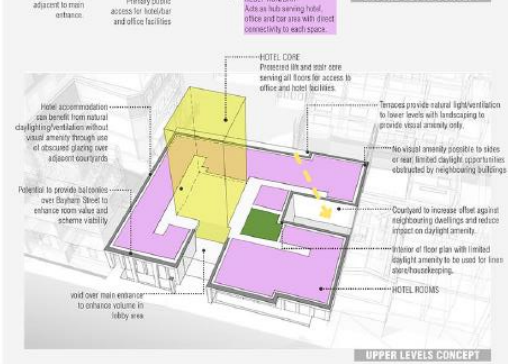 adjacent to main
entrance.
Primary public
access for hotel/bar
and office facilities
Acts as hub serving hotel,
office and bar area with direct
connectivity to each space.
HOTEL CORE
Protected lift and main core
serving all floors for access to
office and hotel facilities.
Hotel accommodation
can benefit from natural
daylighting/ventilation without
visual amenity through use
of obscured glazing over
adjacent courtyards
Terraces provide natural light/ventilation
to lower levels with landscaping to
provide visual amenity only.
No visual amenity possible to sides
or rear, limited daylight opportunities
obstructed by neighbouring buildings
Potential to provide balconies
over Bayham Street to
enhance room value and
scheme viability
Courtyard to increase offset against
neighbouring dwellings and reduce
impact on daylight amenity.
Interior of floor plan with limited
daylight amenity to be used for linen
store/housekeeping.
HOTEL ROOMS
void over main entrance
to enhance volume in
lobby area
UPPER LEVELS CONCEPT